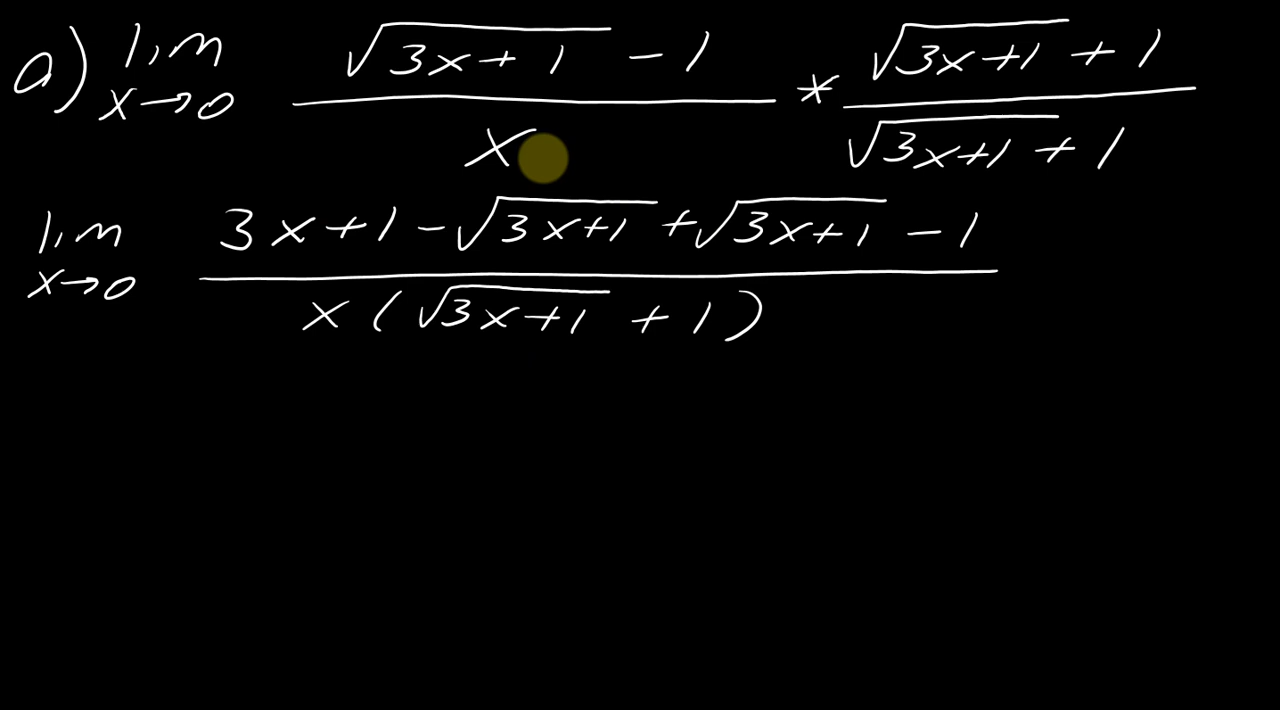 a) lim x→0 (√(3x+1) - 1)/x * (√(3x+1) + 1)/(√(3x+1) + 1)
lim x→0 (3x+1-√(3x+1) +√(3x+1) - 1)/(x(√(3x+1) + 1))